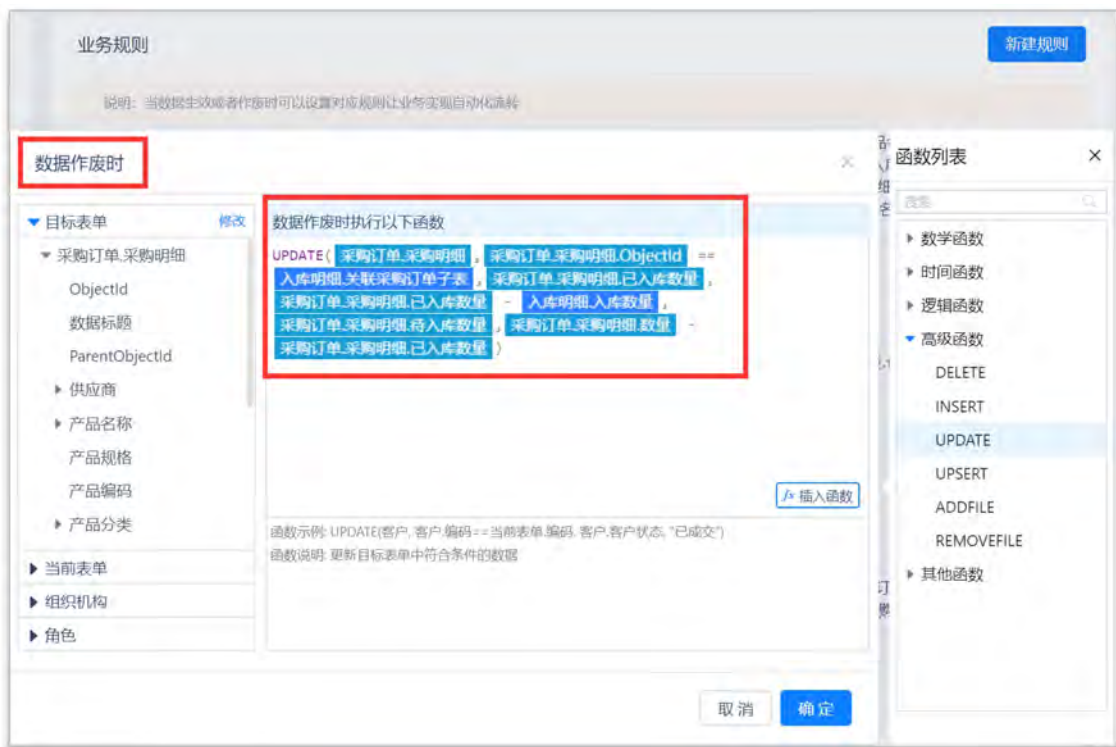 业务规则
新建规则
说明：当数据生效或者作废时可以设置对应规则让业务实现自动化流转
数据作废时
目标表单 修改
采购订单.采购明细
ObjectId
数据标题
ParentObjectId
供应商
产品名称
产品规格
产品编码
产品分类
当前表单
组织机构
角色
数据作废时执行以下函数
UPDATE( 采购订单.采购明细 , 采购订单.采购明细.ObjectId ==
入库明细.关联采购订单子表 , 采购订单.采购明细.已入库数量 ,
采购订单.采购明细.已入库数量 - 入库明细.入库数量 ,
采购订单.采购明细.待入库数量 , 采购订单.采购明细.数量 -
采购订单.采购明细.已入库数量 )
fx 插入函数
函数示例: UPDATE(客户, 客户.编码==当前表单.编码, 客户.客户状态, "已成交")
函数说明: 更新目标表单中符合条件的数据
取消 确定
函数列表
搜索
数学函数
时间函数
逻辑函数
高级函数
DELETE
INSERT
UPDATE
UPSERT
ADDFILE
REMOVEFILE
其他函数